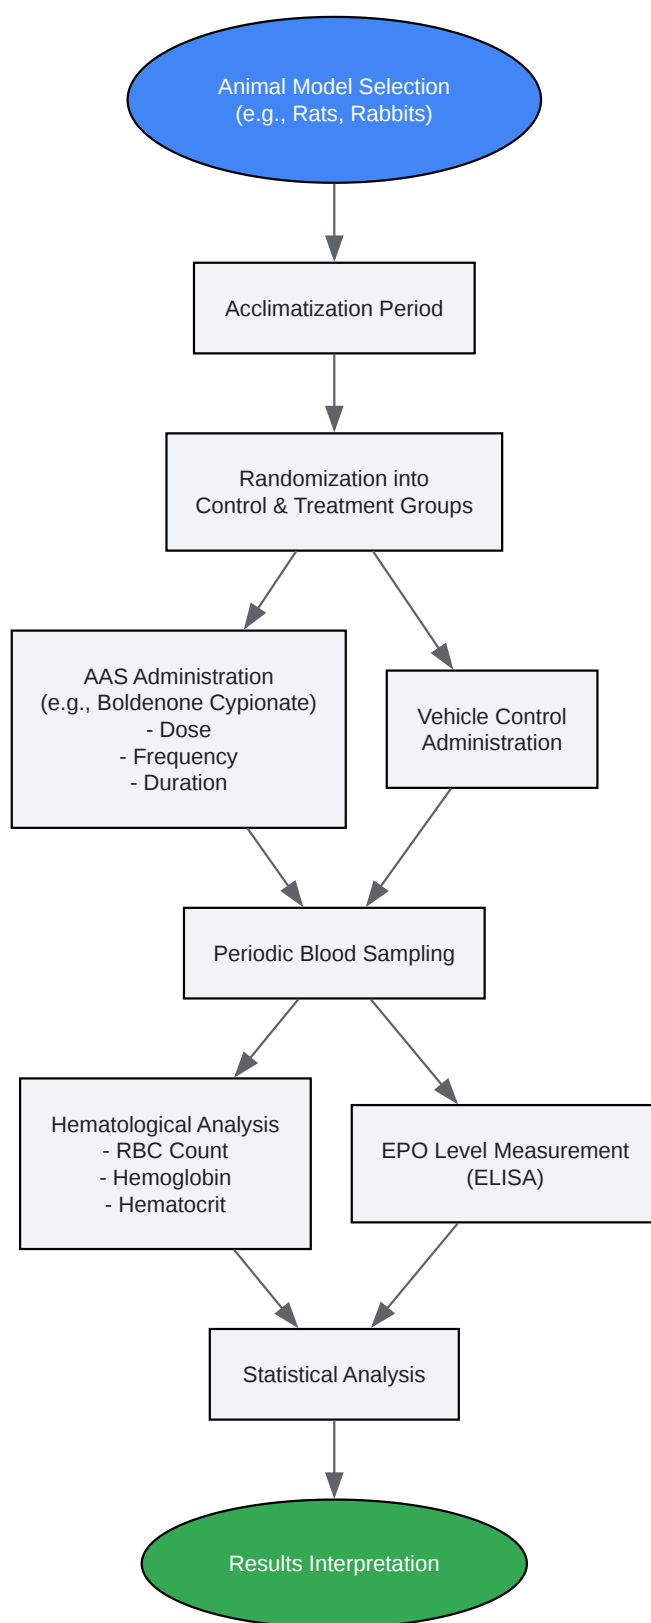 Animal Model Selection
(e.g., Rats, Rabbits)
Acclimatization Period
Randomization into
Control & Treatment Groups
AAS Administration
(e.g., Boldenone Cypionate)
- Dose
- Frequency
- Duration
Vehicle Control
Administration
Periodic Blood Sampling
Hematological Analysis
- RBC Count
- Hemoglobin
- Hematocrit
EPO Level Measurement
(ELISA)
Statistical Analysis
Results Interpretation